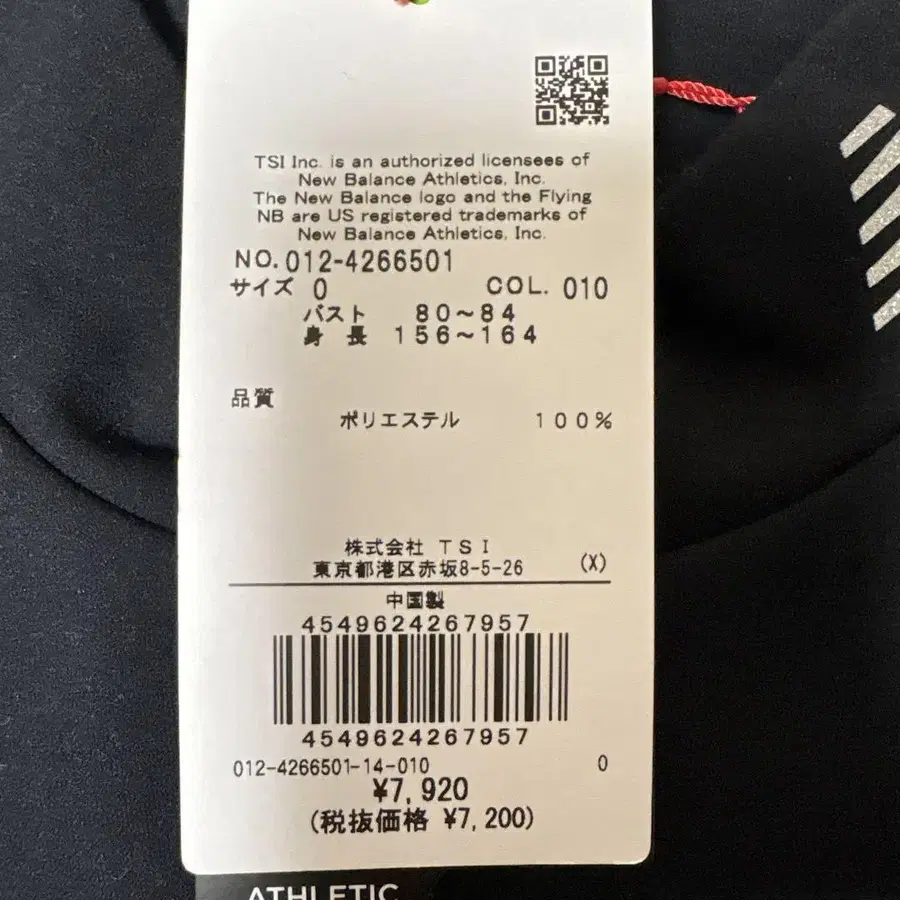 TSI Inc. is an authorized licensees of
New Balance Athletics, Inc.
The New Balance logo and the Flying
NB are US registered trademarks of
New Balance Athletics, Inc.
NO.012-4266501
サイズ 0 COL. 010
バスト 80～84
身 長 156～164
品質
ポリエステル 100%
株式会社 TSI
東京都港区赤坂8-5-26 (X)
中国製
4549624267957
4549624267957
012-4266501-14-010 0
¥7,920
(税抜価格 ¥7,200)
ATHLETIC